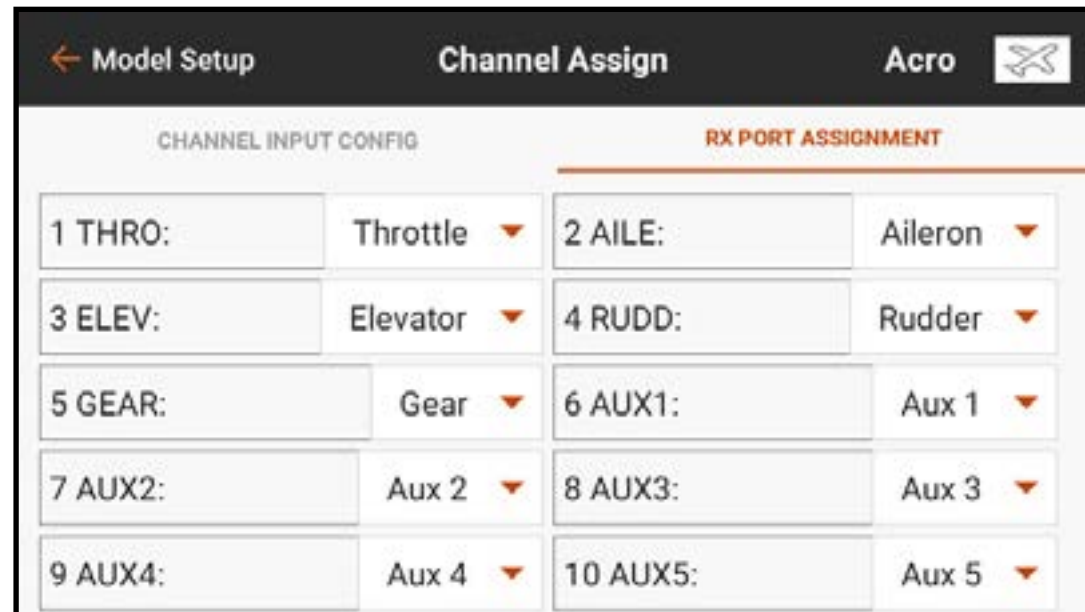 Model Setup Channel Assign Acro
CHANNEL INPUT CONFIG RX PORT ASSIGNMENT
1 THRO: Throttle 2 AILE: Aileron
3 ELEV: Elevator 4 RUDD: Rudder
5 GEAR: Gear 6 AUX1: Aux 1
7 AUX2: Aux 2 8 AUX3: Aux 3
9 AUX4: Aux 4 10 AUX5: Aux 5